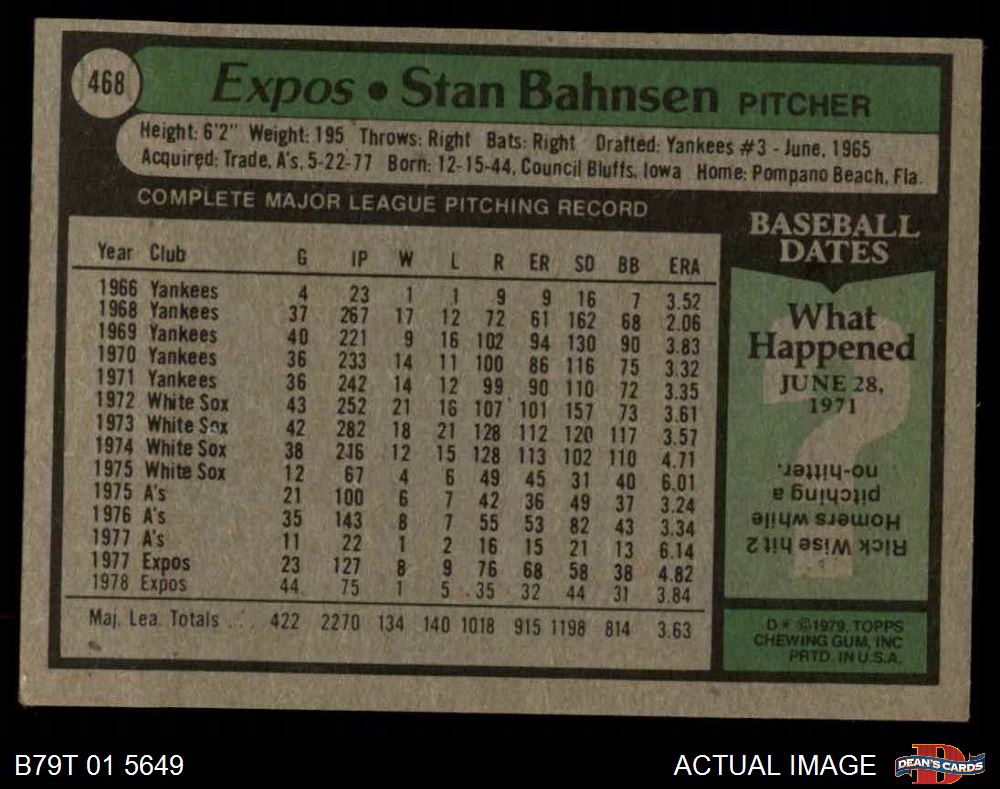 468
Expos • Stan Bahnsen PITCHER
Height: 6'2" Weight: 195 Throws: Right Bats: Right Drafted: Yankees #3 - June, 1965
Acquired: Trade, A's, 5-22-77 Born: 12-15-44, Council Bluffs, Iowa Home: Pompano Beach, Fla.
COMPLETE MAJOR LEAGUE PITCHING RECORD
Year Club G IP W L R ER SO BB ERA
1966 Yankees 4 23 1 1 9 9 16 7 3.52
1968 Yankees 37 267 17 12 72 61 162 68 2.06
1969 Yankees 40 221 9 16 102 94 130 90 3.83
1970 Yankees 36 233 14 11 100 86 116 75 3.32
1971 Yankees 36 242 14 12 99 90 110 72 3.35
1972 White Sox 43 252 21 16 107 101 157 73 3.61
1973 White Sox 42 282 18 21 128 112 120 117 3.57
1974 White Sox 38 216 12 15 128 113 102 110 4.71
1975 White Sox 12 67 4 6 49 45 31 40 6.01
1975 A's 21 100 6 7 42 36 49 37 3.24
1976 A's 35 143 8 7 55 53 82 43 3.34
1977 A's 11 22 1 2 16 15 21 13 6.14
1977 Expos 23 127 8 9 76 68 58 38 4.82
1978 Expos 44 75 1 5 35 32 44 31 3.84
Maj. Lea. Totals ... 422 2270 134 140 1018 915 1198 814 3.63
BASEBALL
DATES
What
Happened
JUNE 28,
1971
?
Rick Wise hit 2
Homers while
pitching a
no-hitter.
D* ©1979, TOPPS
CHEWING GUM, INC
PRTD. IN U.S.A.
B79T 01 5649
ACTUAL IMAGE
D
DEAN'S CARDS